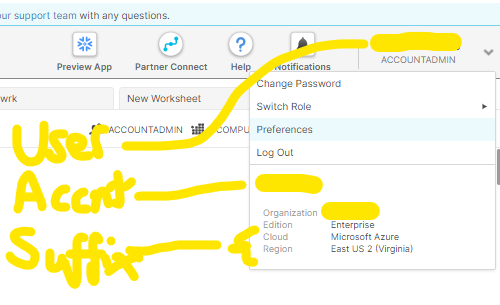 our support team with any questions.
Preview App
Partner Connect
Help
Notifications
ACCOUNTADMIN
wrk
New Worksheet
Change Password
ACCOUNTADMIN
COMPU
Switch Role
Preferences
Log Out
User
Accnt
Suffix
Organization
Edition Enterprise
Cloud Microsoft Azure
Region East US 2 (Virginia)